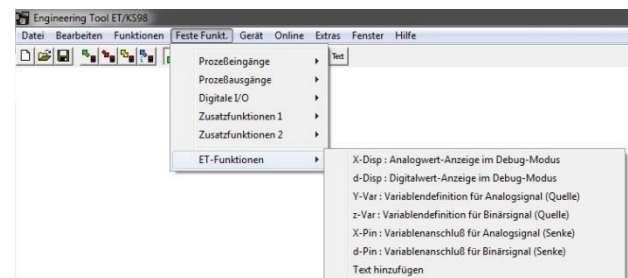 Engineering Tool ET/KS98
Datei Bearbeiten Funktionen Feste Funkt. Gerät Online Extras Fenster Hilfe
Text
Prozeßeingänge
Prozeßausgänge
Digitale I/O
Zusatzfunktionen 1
Zusatzfunktionen 2
ET-Funktionen
X-Disp : Analogwert-Anzeige im Debug-Modus
d-Disp : Digitalwert-Anzeige im Debug-Modus
Y-Var : Variablendefinition für Analogsignal (Quelle)
z-Var : Variablendefinition für Binärsignal (Quelle)
X-Pin : Variablenanschluß für Analogsignal (Senke)
d-Pin : Variablenanschluß für Binärsignal (Senke)
Text hinzufügen